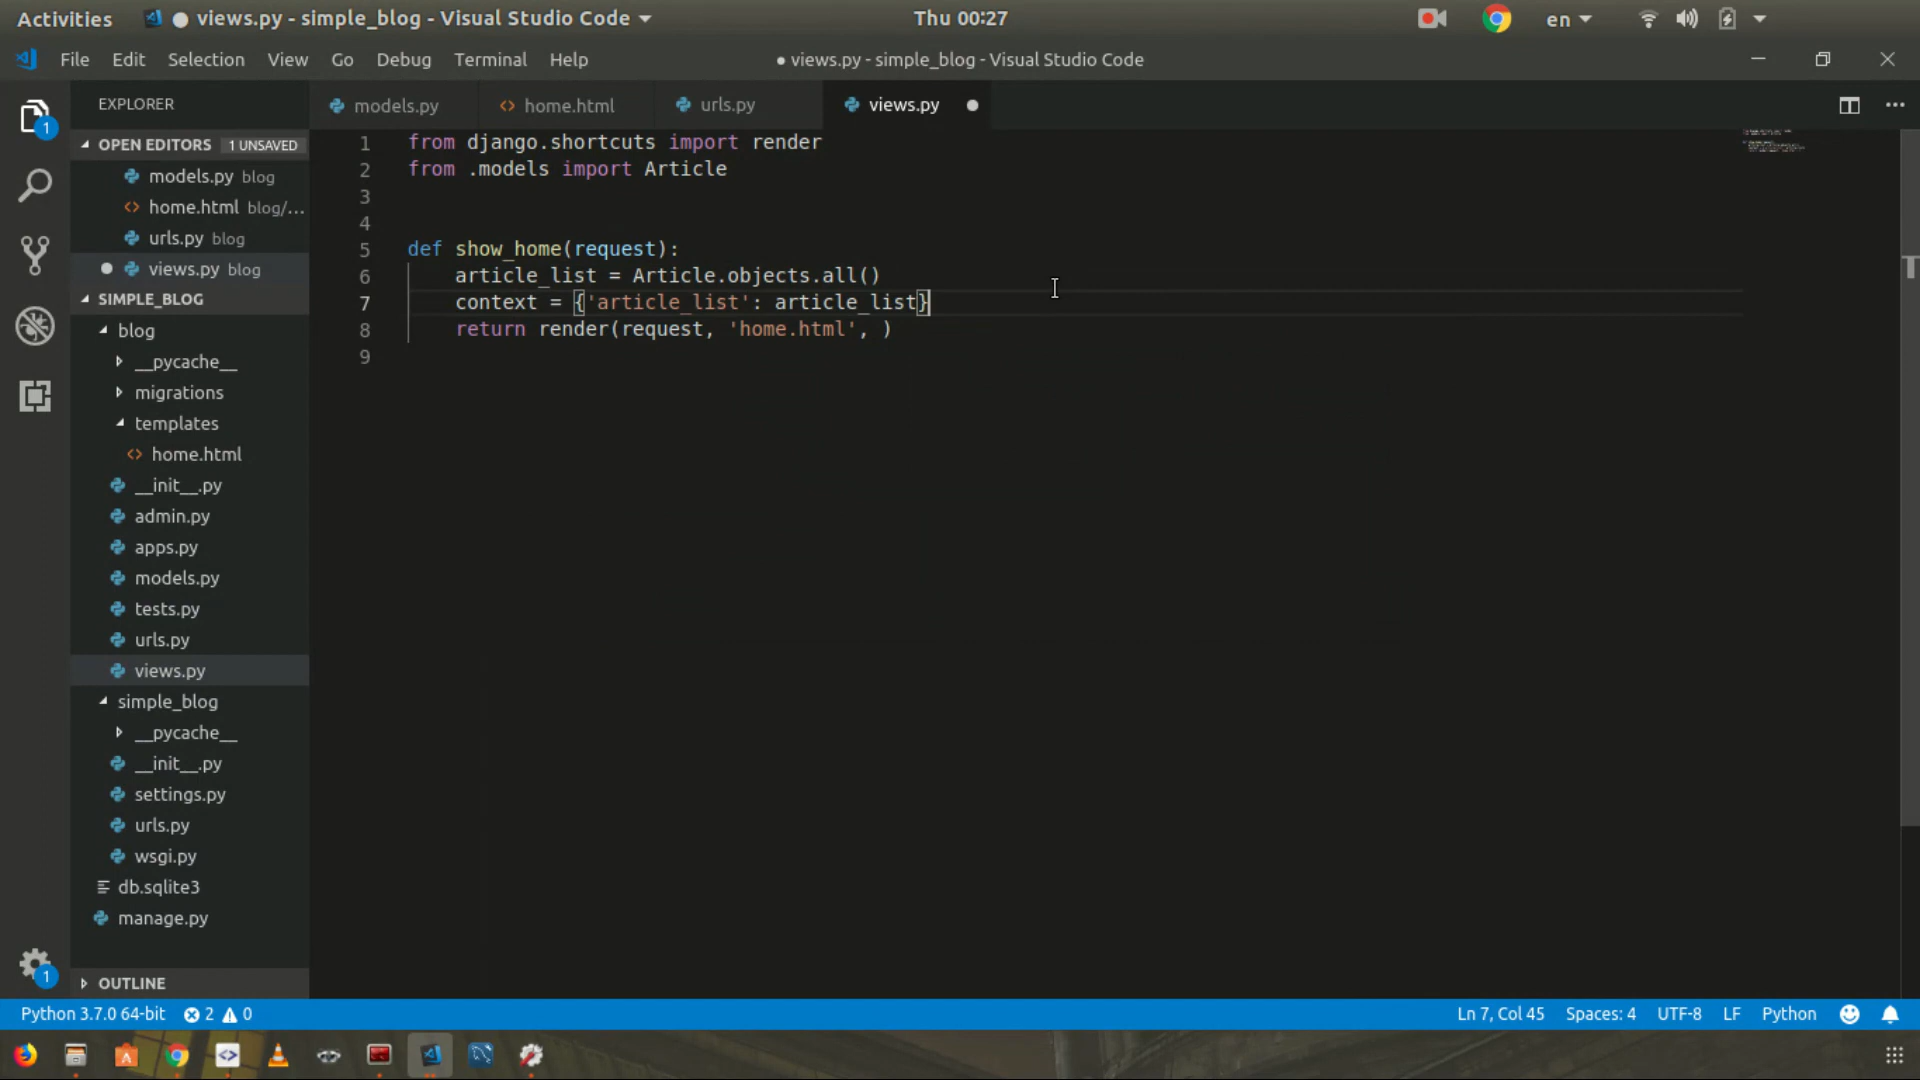 Activities
● views.py - simple_blog - Visual Studio Code
Thu 00:27
en
File Edit Selection View Go Debug Terminal Help
● views.py - simple_blog - Visual Studio Code
EXPLORER
1
OPEN EDITORS 1 UNSAVED
models.py blog
home.html blog/...
urls.py blog
views.py blog
SIMPLE_BLOG
blog
__pycache__
migrations
templates
home.html
__init__.py
admin.py
apps.py
models.py
tests.py
urls.py
views.py
simple_blog
__pycache__
__init__.py
settings.py
urls.py
wsgi.py
db.sqlite3
manage.py
OUTLINE
1
models.py home.html urls.py views.py
1 from django.shortcuts import render
2 from .models import Article
3
4
5 def show_home(request):
6 article_list = Article.objects.all()
7 context = {'article_list': article_list}
8 return render(request, 'home.html', )
9
Python 3.7.0 64-bit 2 0
Ln 7, Col 45 Spaces: 4 UTF-8 LF Python